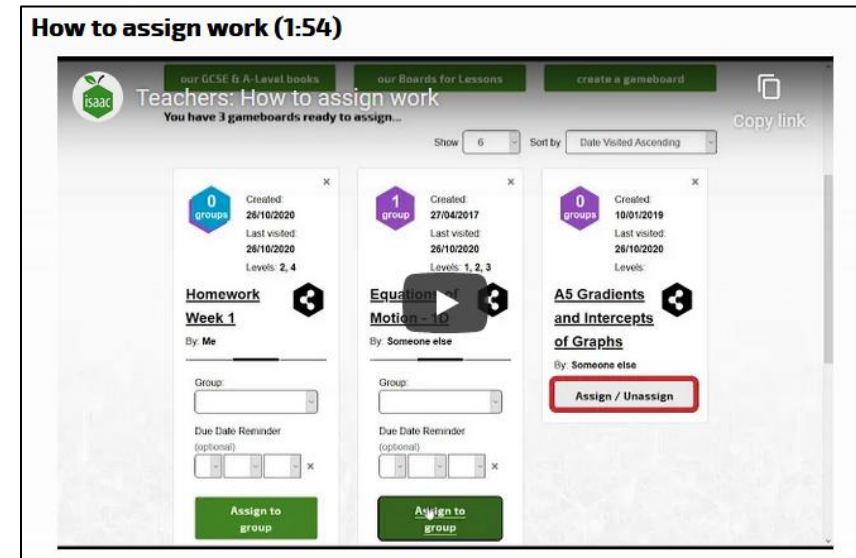 How to assign work (1:54)
our GCSE & A-Level books
our Boards for Lessons
create a gameboard
isaac
Teachers: How to assign work
Copy link
You have 3 gameboards ready to assign...
Show 6
Sort by Date Visited Ascending
0
groups
Created:
26/10/2020
Last visited:
26/10/2020
Levels: 2, 4
Homework
Week 1
By: Me
Group:
Due Date Reminder
(optional)
Assign to
group
1
group
Created:
27/04/2017
Last visited:
26/10/2020
Levels: 1, 2, 3
Equations of
Motion - 1D
By: Someone else
Group:
Due Date Reminder
(optional)
Assign to
group
0
groups
Created:
10/01/2019
Last visited:
26/10/2020
Levels:
A5 Gradients
and Intercepts
of Graphs
By: Someone else
Assign / Unassign